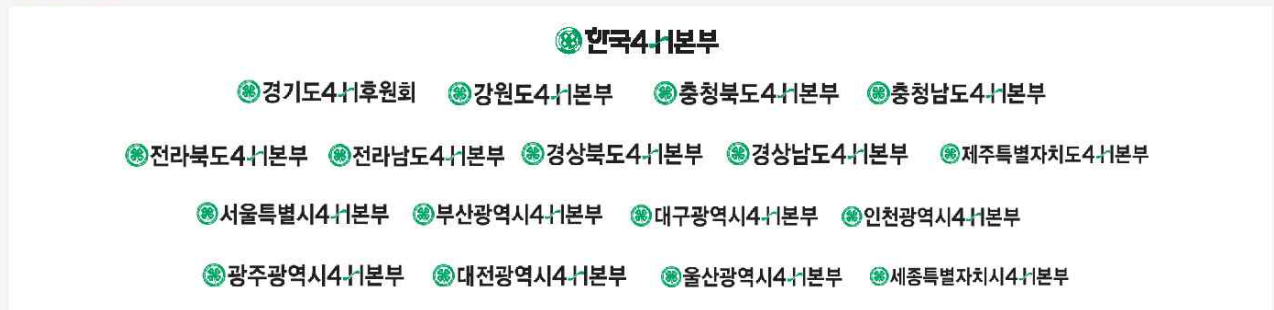 한국4-H본부
경기도4-H후원회 강원도4-H본부 충청북도4-H본부 충청남도4-H본부
전라북도4-H본부 전라남도4-H본부 경상북도4-H본부 경상남도4-H본부 제주특별자치도4-H본부
서울특별시4-H본부 부산광역시4-H본부 대구광역시4-H본부 인천광역시4-H본부
광주광역시4-H본부 대전광역시4-H본부 울산광역시4-H본부 세종특별자치시4-H본부